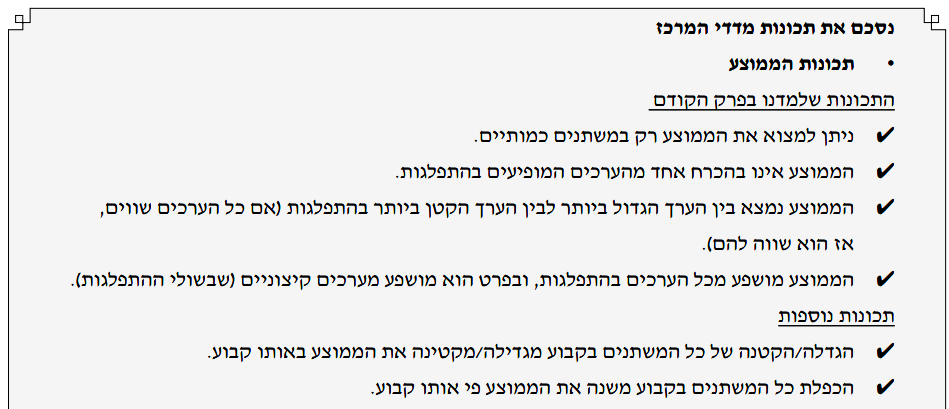 נסכם את תכונות מדדי המרכז
• תכונות הממוצע
התכונות שלמדנו בפרק הקודם
✔ ניתן למצוא את הממוצע רק במשתנים כמותיים.
✔ הממוצע אינו בהכרח אחד מהערכים המופיעים בהתפלגות.
✔ הממוצע נמצא בין הערך הגדול ביותר לבין הערך הקטן ביותר בהתפלגות (אם כל הערכים שווים,
אז הוא שווה להם).
✔ הממוצע מושפע מכל הערכים בהתפלגות, ובפרט הוא מושפע מערכים קיצוניים (שבשולי ההתפלגות).
תכונות נוספות
✔ הגדלה/הקטנה של כל המשתנים בקבוע מגדילה/מקטינה את הממוצע באותו קבוע.
✔ הכפלת כל המשתנים בקבוע משנה את הממוצע פי אותו קבוע.